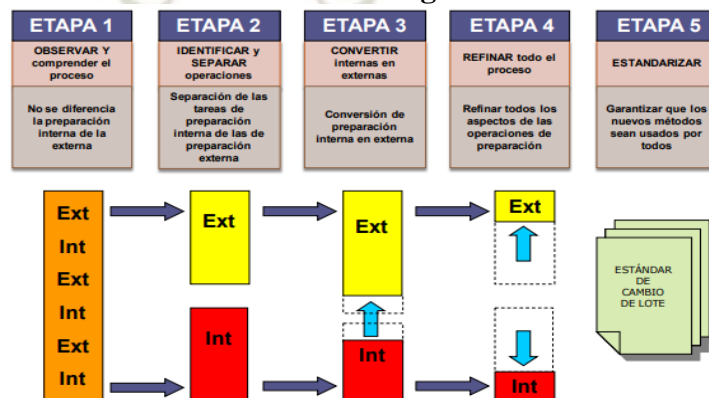 ETAPA 1
OBSERVAR Y
comprender el
proceso
No se diferencia
la preparación
interna de la
externa
ETAPA 2
IDENTIFICAR y
SEPARAR
operaciones
Separación de las
tareas de
preparación
interna de las de
preparación
externa
ETAPA 3
CONVERTIR
internas en
externas
Conversión de
preparación
interna en externa
ETAPA 4
REFINAR todo el
proceso
Refinar todos los
aspectos de las
operaciones de
preparación
ETAPA 5
ESTANDARIZAR
Garantizar que los
nuevos métodos
sean usados por
todos
Ext
Int
Ext
Int
Ext
Int
Ext
Int
Ext
Int
Ext
Int
ESTÁNDAR
DE
CAMBIO
DE LOTE